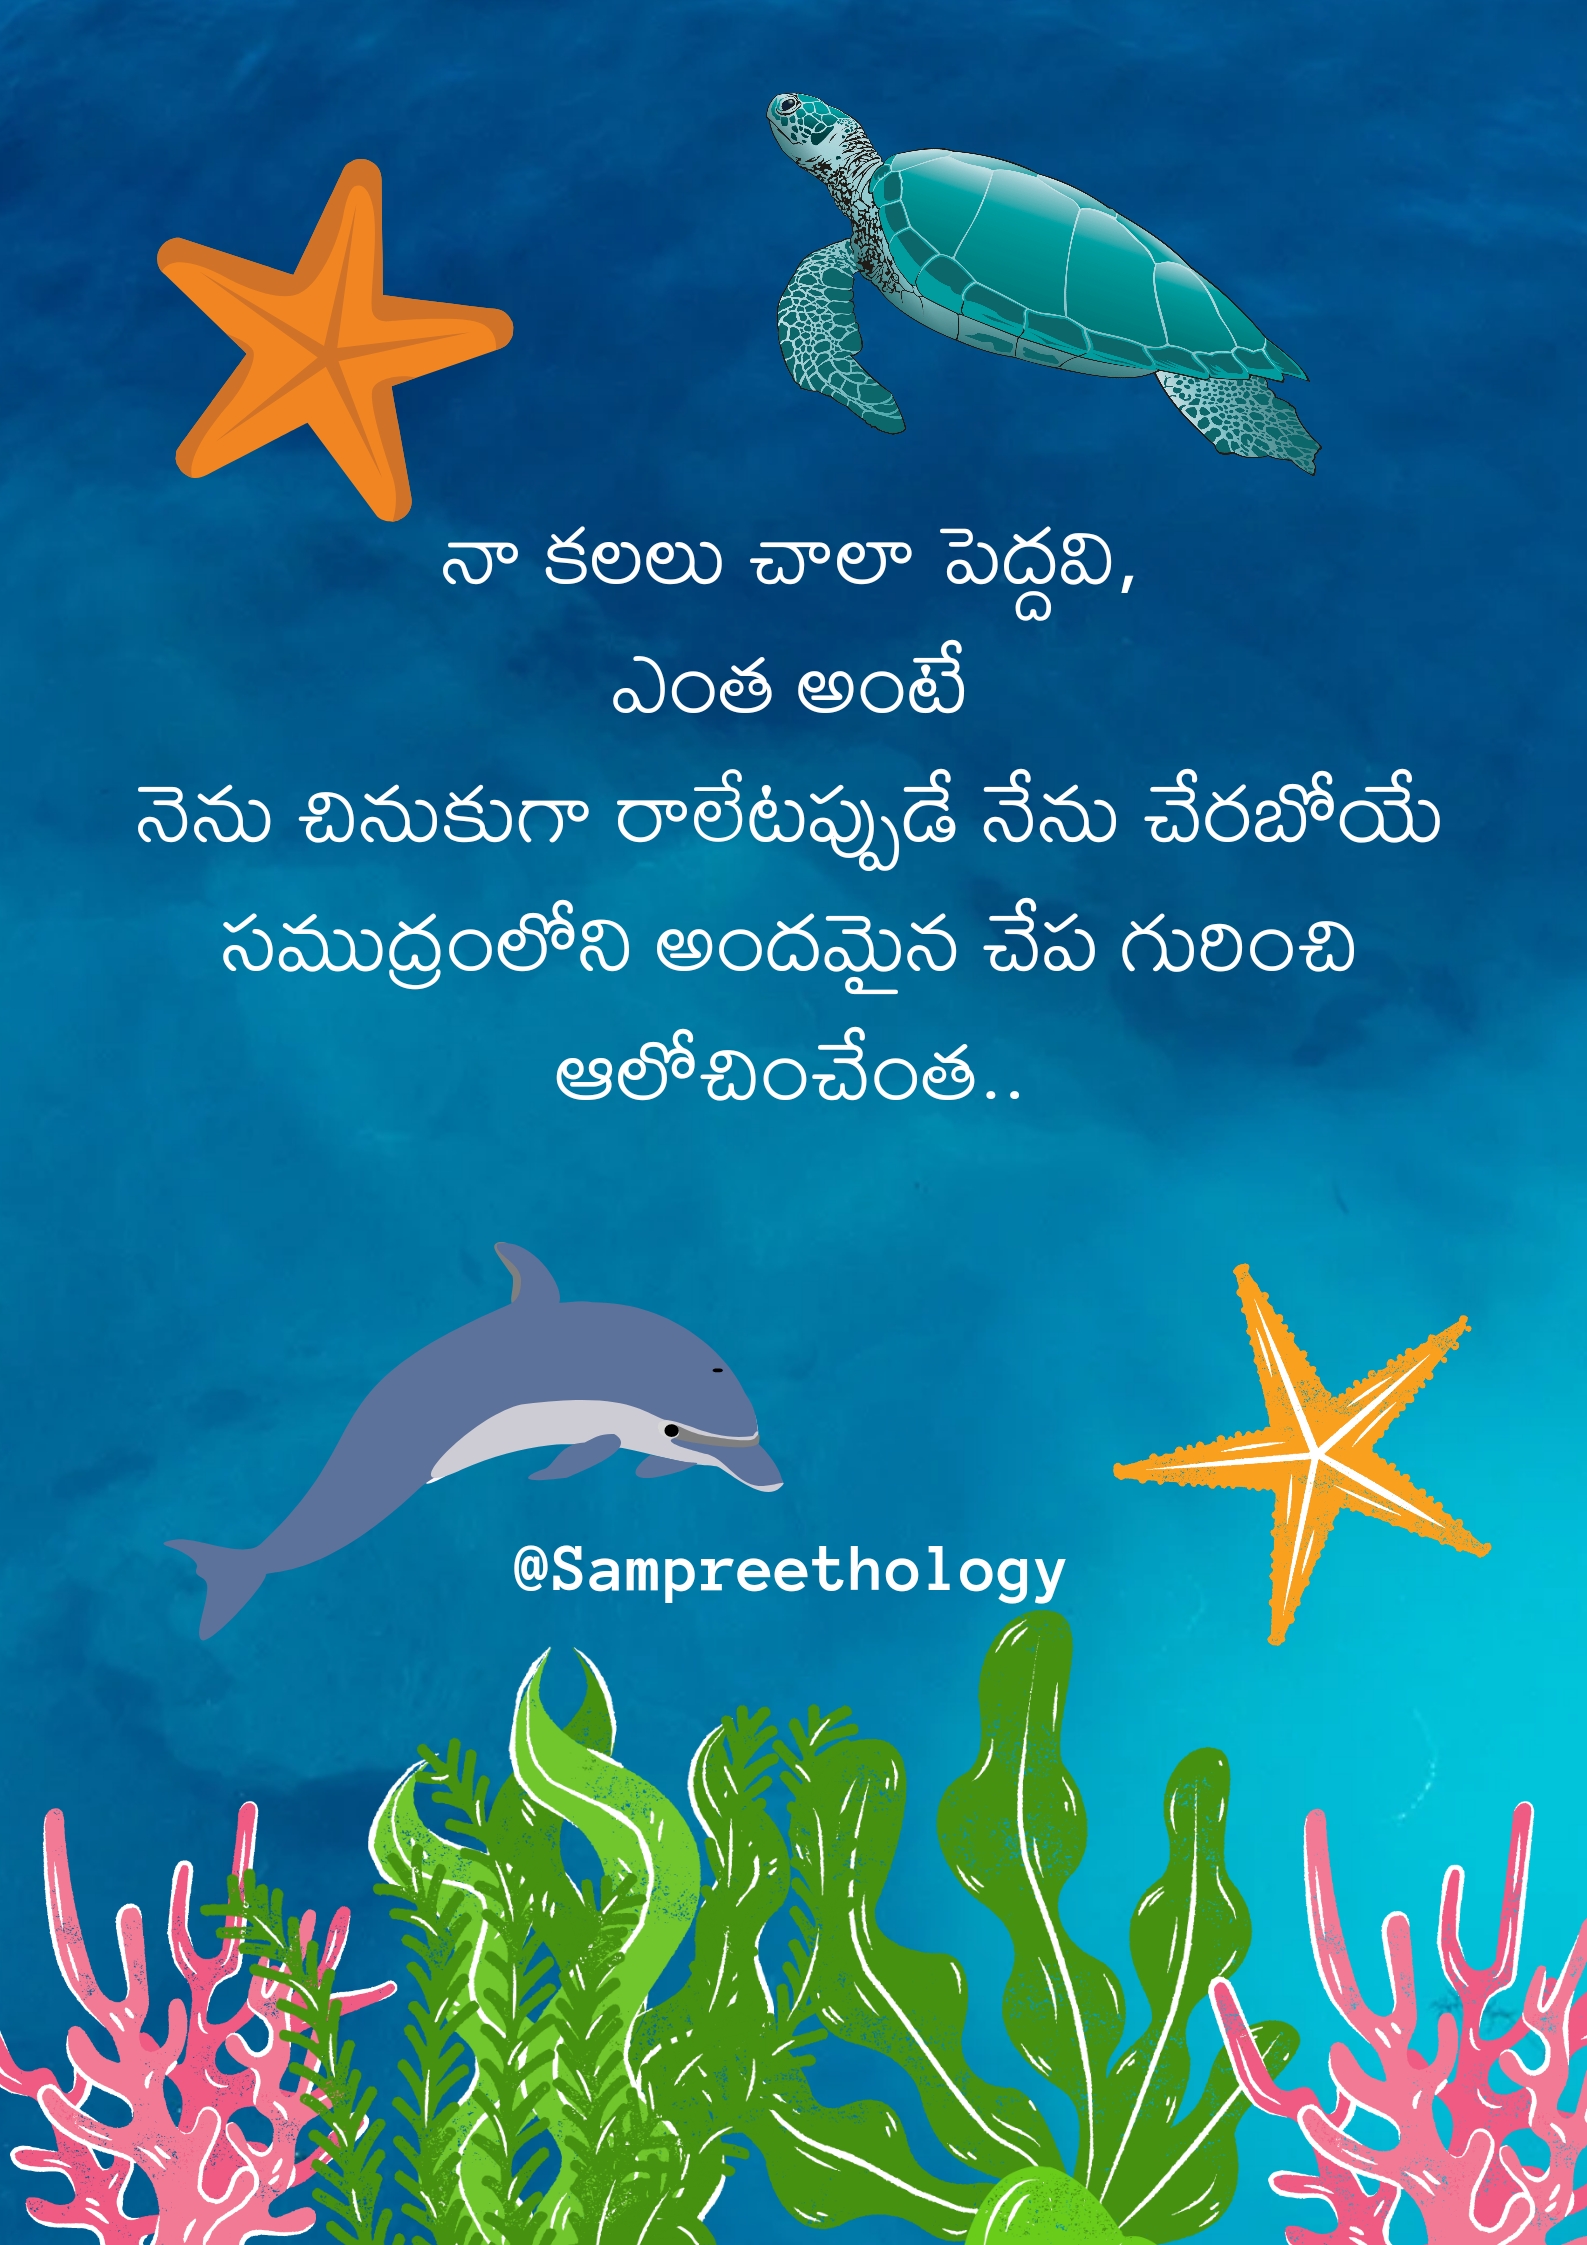 నా కలలు చాలా పెద్దవి,
ఎంత అంటే
నెను చినుకుగా రాలేటప్పుడే నేను చేరబోయే
సముద్రంలోని అందమైన చేప గురించి
ఆలోచించేంత..
@Sampreethology